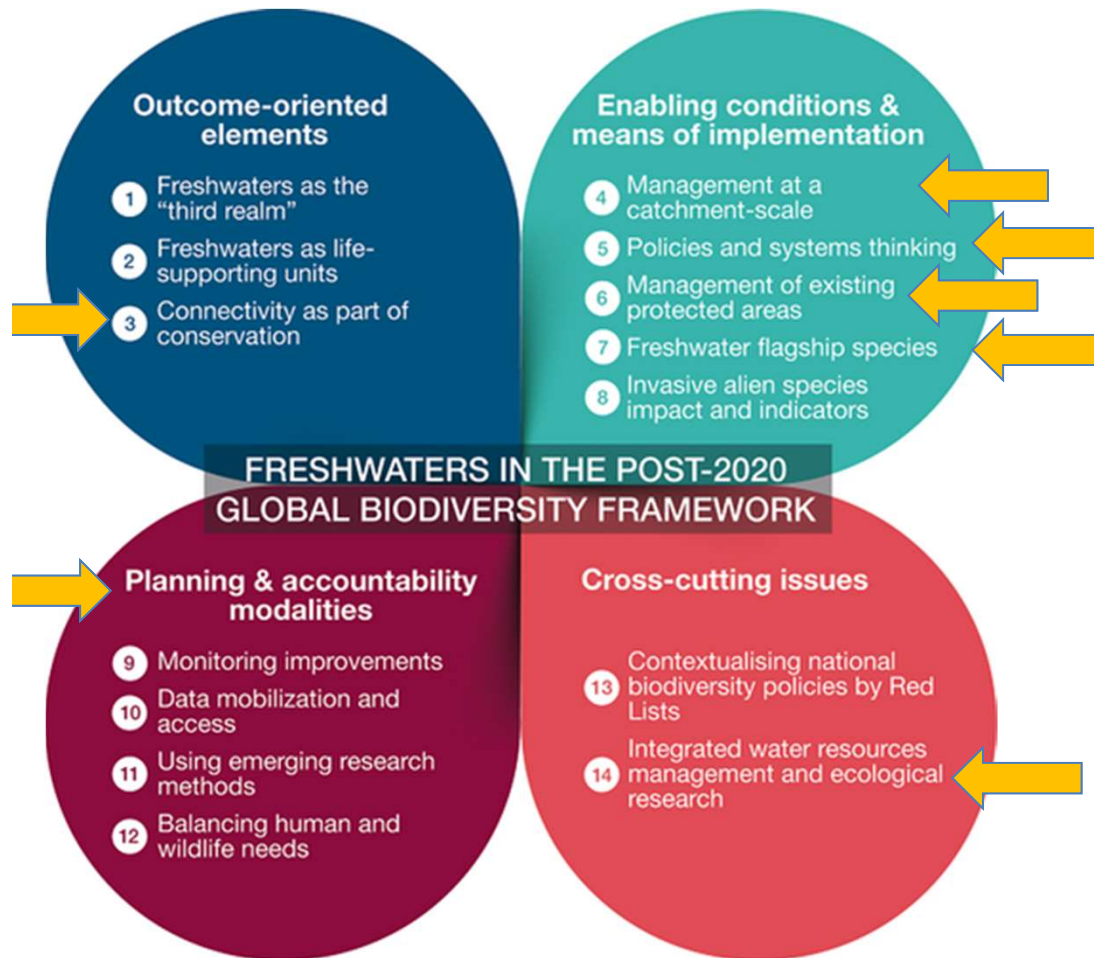 Outcome-oriented
elements
1 Freshwaters as the
“third realm”
2 Freshwaters as life-
supporting units
3 Connectivity as part of
conservation
Enabling conditions &
means of implementation
4 Management at a
catchment-scale
5 Policies and systems thinking
6 Management of existing
protected areas
7 Freshwater flagship species
8 Invasive alien species
impact and indicators
FRESHWATERS IN THE POST-2020
GLOBAL BIODIVERSITY FRAMEWORK
Planning & accountability
modalities
9 Monitoring improvements
10 Data mobilization and
access
11 Using emerging research
methods
12 Balancing human and
wildlife needs
Cross-cutting issues
13 Contextualising national
biodiversity policies by Red
Lists
14 Integrated water resources
management and ecological
research